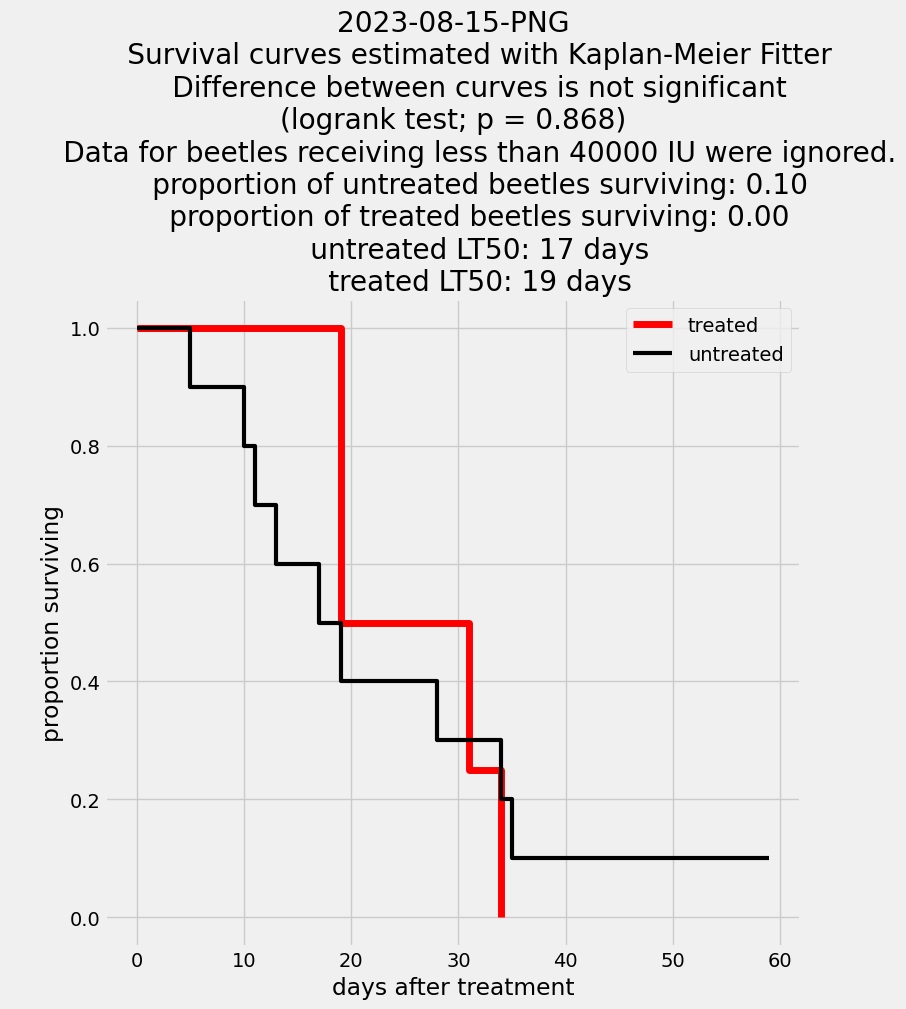 2023-08-15-PNG
Survival curves estimated with Kaplan-Meier Fitter
Difference between curves is not significant
(logrank test; p = 0.868)
Data for beetles receiving less than 40000 IU were ignored.
proportion of untreated beetles surviving: 0.10
proportion of treated beetles surviving: 0.00
untreated LT50: 17 days
treated LT50: 19 days
treated
untreated
1.0
0.8
0.6
0.4
0.2
0.0
proportion surviving
0 10 20 30 40 50 60
days after treatment